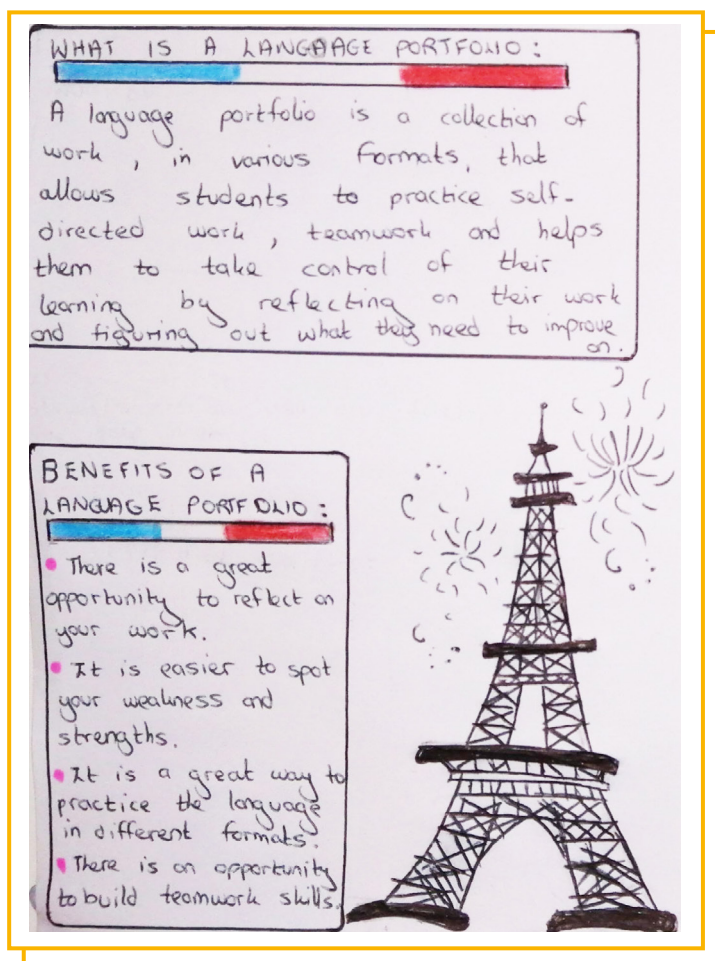 WHAT IS A LANGAAGE PORTFOLIO:
A language portfolio is a collection of
work, in various formats, that
allows students to practice self-
directed work, teamwork and helps
them to take control of their
learning by reflecting on their work
and figuring out what they need to improve
on.
BENEFITS OF A
LANGUAGE PORTFOLIO:
• There is a great
opportunity to reflect on
your work.
• It is easier to spot
your weakness and
strengths.
• It is a great way to
practice the language
in different formats.
• There is an opportunity
to build teamwork skills.